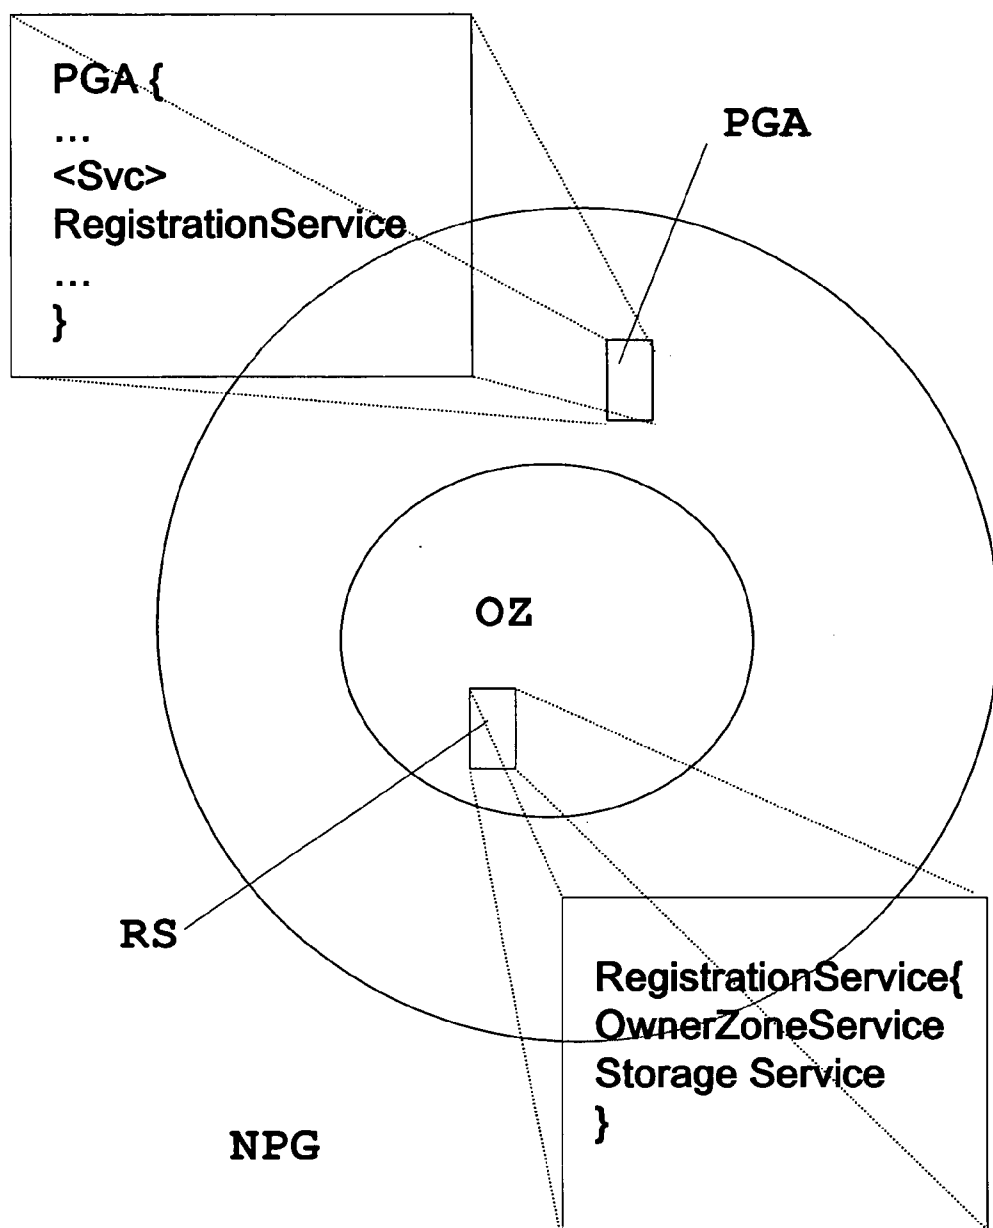 PGA {
...
<Svc>
RegistrationService
...
}
PGA
OZ
RS
RegistrationService{
OwnerZoneService
Storage Service
}
NPG